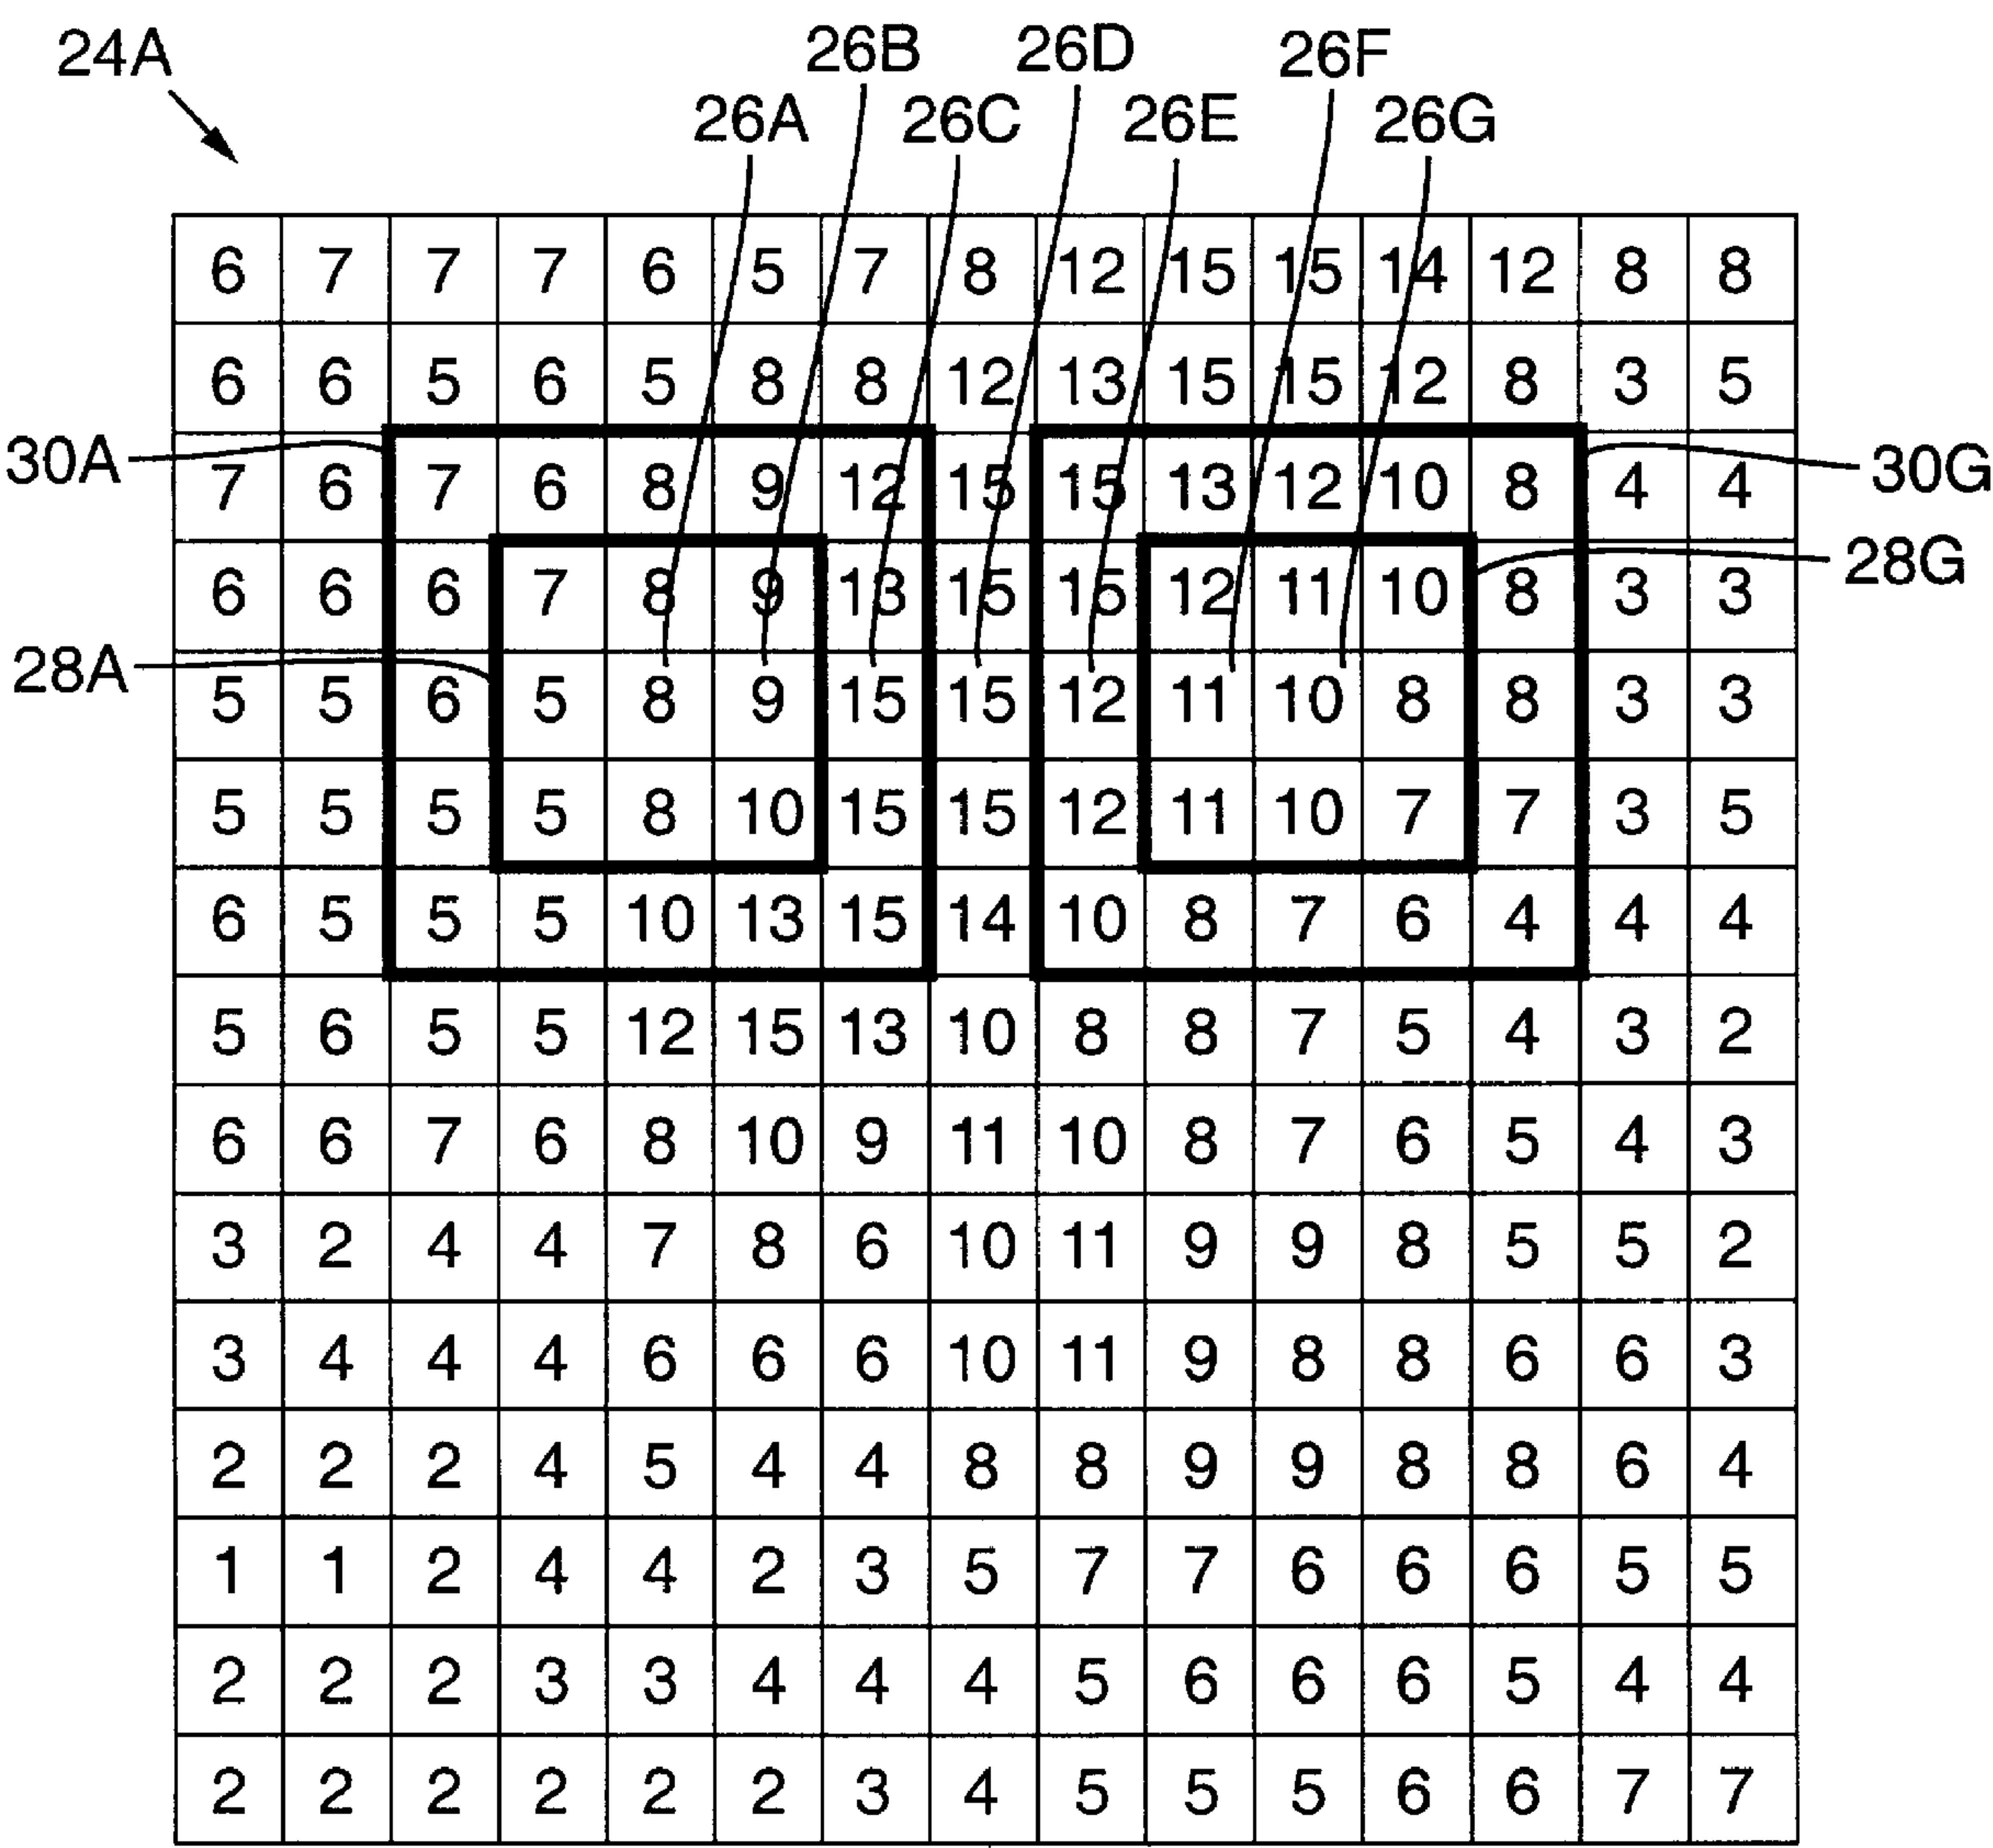 24A
26B 26D 26F
26A 26C 26E 26G
6 7 7 7 6 5 7 8 12 15 15 14 12 8 8
6 6 5 6 5 8 8 12 13 15 15 12 8 3 5
30A 7 6 7 6 8 9 12 15 15 13 12 10 8 4 4 30G
6 6 6 7 8 9 13 15 15 12 11 10 8 3 3 28G
28A 5 5 6 5 8 9 15 15 12 11 10 8 8 3 3
5 5 5 5 8 10 15 15 12 11 10 7 7 3 5
6 5 5 5 10 13 15 14 10 8 7 6 4 4 4
5 6 5 5 12 15 13 10 8 8 7 5 4 3 2
6 6 7 6 8 10 9 11 10 8 7 6 5 4 3
3 2 4 4 7 8 6 10 11 9 9 8 5 5 2
3 4 4 4 6 6 6 10 11 9 8 8 6 6 3
2 2 2 4 5 4 4 8 8 9 9 8 8 6 4
1 1 2 4 4 2 3 5 7 7 6 6 6 5 5
2 2 2 3 3 4 4 4 5 6 6 6 5 4 4
2 2 2 2 2 2 3 4 5 5 5 6 6 7 7